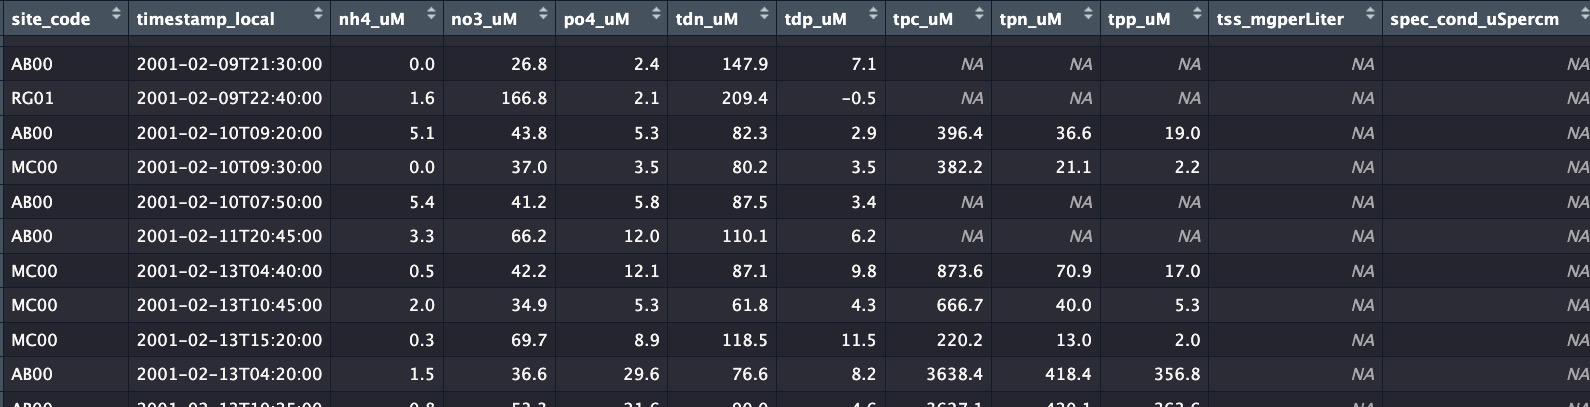 site_code timestamp_local nh4_uM no3_uM po4_uM tdn_uM tdp_uM tpc_uM tpn_uM tpp_uM tss_mgperLiter spec_cond_uSpercm
AB00 2001-02-09T21:30:00 0.0 26.8 2.4 147.9 7.1 NA NA NA NA NA
RG01 2001-02-09T22:40:00 1.6 166.8 2.1 209.4 -0.5 NA NA NA NA NA
AB00 2001-02-10T09:20:00 5.1 43.8 5.3 82.3 2.9 396.4 36.6 19.0 NA NA
MC00 2001-02-10T09:30:00 0.0 37.0 3.5 80.2 3.5 382.2 21.1 2.2 NA NA
AB00 2001-02-10T07:50:00 5.4 41.2 5.8 87.5 3.4 NA NA NA NA NA
AB00 2001-02-11T20:45:00 3.3 66.2 12.0 110.1 6.2 NA NA NA NA NA
MC00 2001-02-13T04:40:00 0.5 42.2 12.1 87.1 9.8 873.6 70.9 17.0 NA NA
MC00 2001-02-13T10:45:00 2.0 34.9 5.3 61.8 4.3 666.7 40.0 5.3 NA NA
MC00 2001-02-13T15:20:00 0.3 69.7 8.9 118.5 11.5 220.2 13.0 2.0 NA NA
AB00 2001-02-13T04:20:00 1.5 36.6 29.6 76.6 8.2 3638.4 418.4 356.8 NA NA